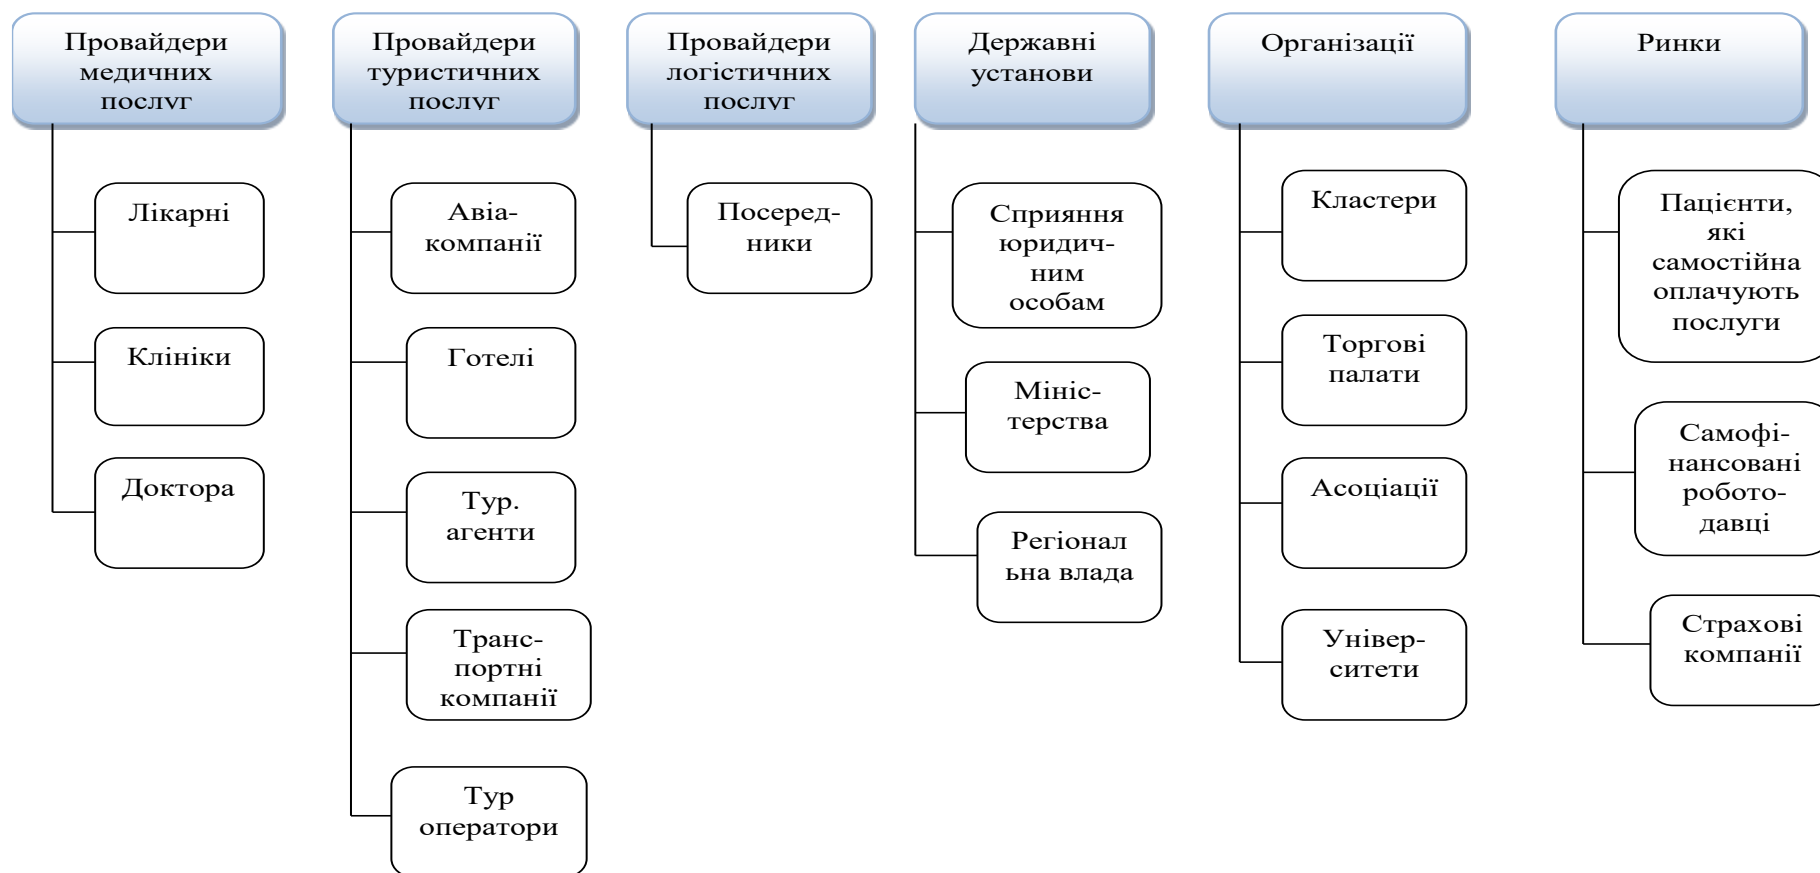 Провайдери
медичних
послуг
Провайдери
туристичних
послуг
Провайдери
логістичних
послуг
Державні
установи
Організації
Ринки
Лікарні
Клініки
Доктора
Авіа-
компанії
Готелі
Тур.
агенти
Транс-
портні
компанії
Тур
оператори
Посеред-
ники
Сприяння
юридич-
ним
особам
Мініс-
терства
Регіонал
ьна влада
Кластери
Торгові
палати
Асоціації
Універ-
ситети
Пацієнти,
які
самостійна
оплачують
послуги
Самофі-
нансовані
робото-
давці
Страхові
компанії